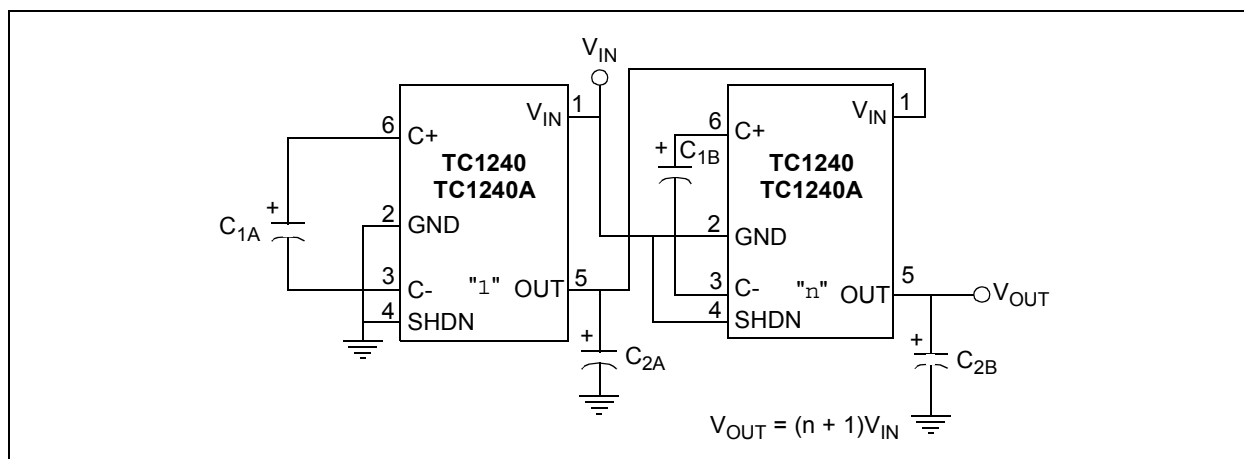 V_IN
V_IN 1
6 C+
TC1240
TC1240A
+
C_1A
2 GND
3 C-
"1" OUT 5
4 SHDN
+
C_2A
V_IN 1
6 C+
+
C_1B
TC1240
TC1240A
2 GND
3 C-
"n" OUT 5
4 SHDN
V_OUT
+
C_2B
V_OUT = (n + 1)V_IN